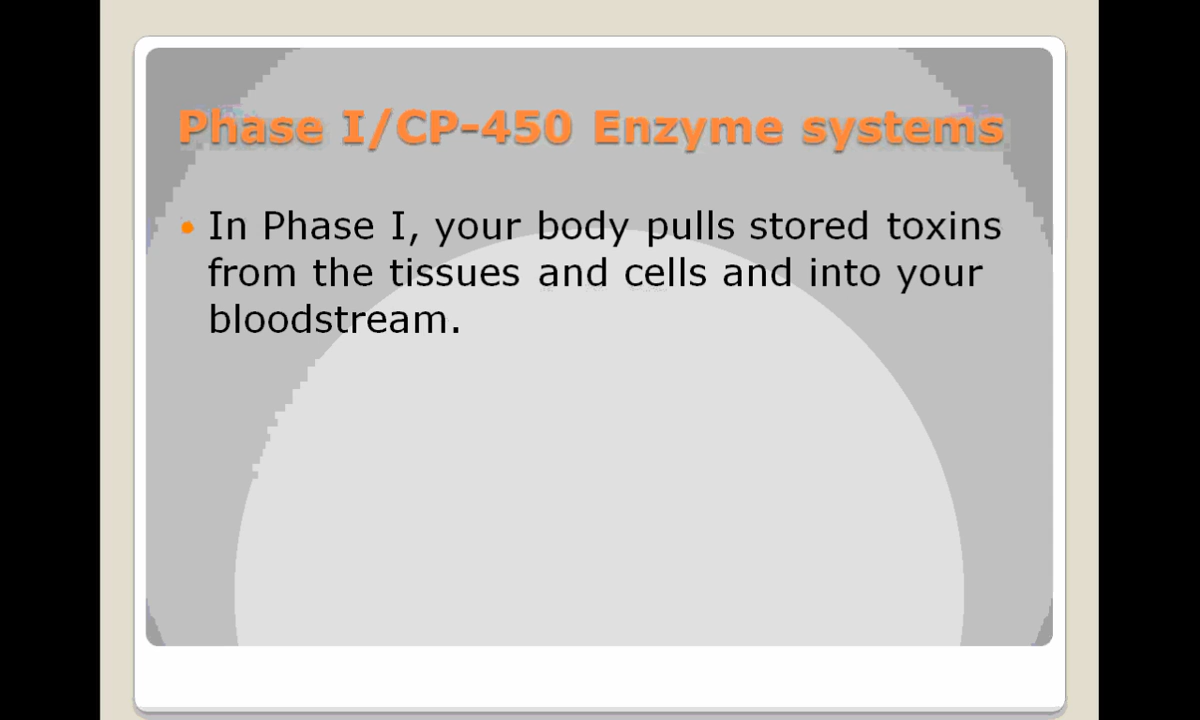 Phase I/CP-450 Enzyme systems
In Phase I, your body pulls stored toxins
from the tissues and cells and into your
bloodstream.